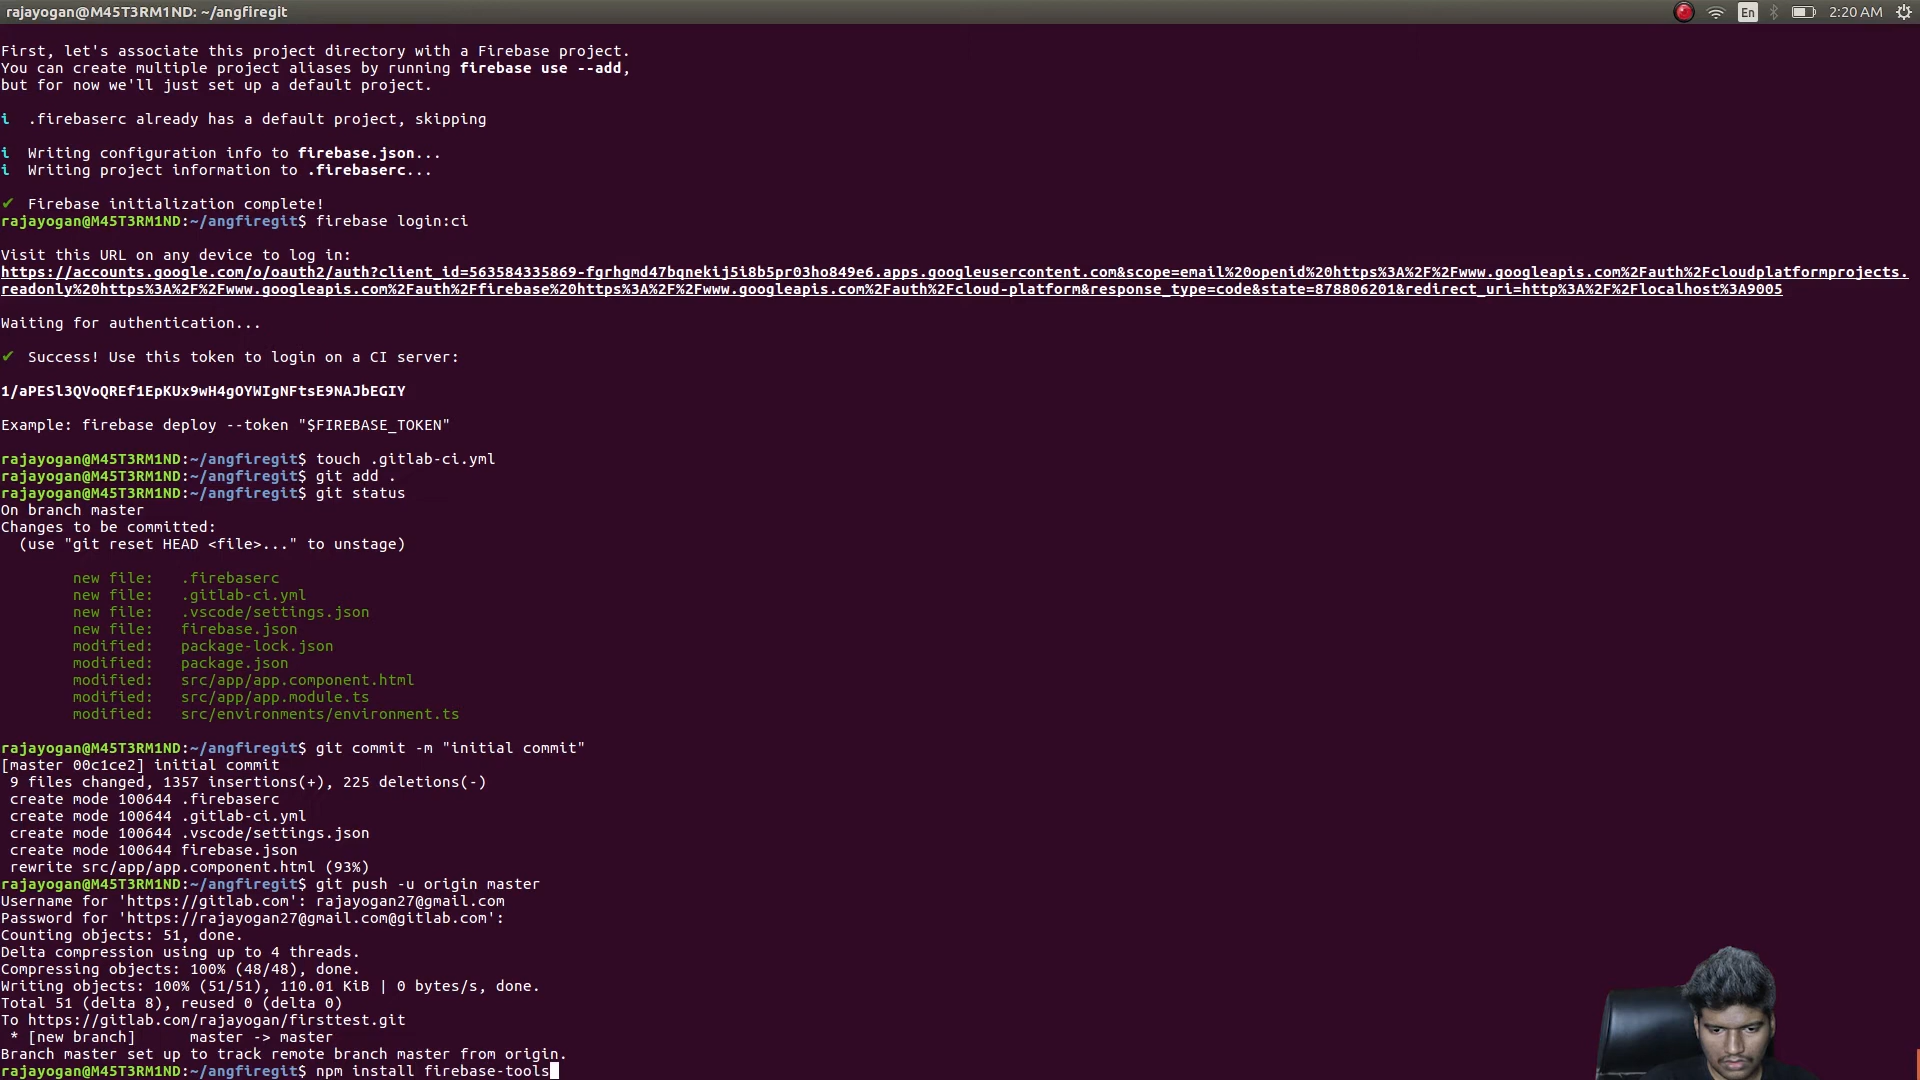 rajayogan@M45T3RM1ND: ~/angfiregit
En
2:20 AM
First, let's associate this project directory with a Firebase project.
You can create multiple project aliases by running firebase use --add,
but for now we'll just set up a default project.
i  .firebaserc already has a default project, skipping
i  Writing configuration info to firebase.json...
i  Writing project information to .firebaserc...
✔  Firebase initialization complete!
rajayogan@M45T3RM1ND:~/angfiregit$ firebase login:ci
Visit this URL on any device to log in:
https://accounts.google.com/o/oauth2/auth?client_id=563584335869-fgrhgmd47bqnekij5i8b5pr03ho849e6.apps.googleusercontent.com&scope=email%20openid%20https%3A%2F%2Fwww.googleapis.com%2Fauth%2Fcloudplatformprojects.
readonly%20https%3A%2F%2Fwww.googleapis.com%2Fauth%2Ffirebase%20https%3A%2F%2Fwww.googleapis.com%2Fauth%2Fcloud-platform&response_type=code&state=878806201&redirect_uri=http%3A%2F%2Flocalhost%3A9005
Waiting for authentication...
✔  Success! Use this token to login on a CI server:
1/aPESl3QVoQREf1EpKUx9wH4gOYWIgNFtsE9NAJbEGIY
Example: firebase deploy --token "$FIREBASE_TOKEN"
rajayogan@M45T3RM1ND:~/angfiregit$ touch .gitlab-ci.yml
rajayogan@M45T3RM1ND:~/angfiregit$ git add .
rajayogan@M45T3RM1ND:~/angfiregit$ git status
On branch master
Changes to be committed:
  (use "git reset HEAD <file>..." to unstage)
        new file:   .firebaserc
        new file:   .gitlab-ci.yml
        new file:   .vscode/settings.json
        new file:   firebase.json
        modified:   package-lock.json
        modified:   package.json
        modified:   src/app/app.component.html
        modified:   src/app/app.module.ts
        modified:   src/environments/environment.ts
rajayogan@M45T3RM1ND:~/angfiregit$ git commit -m "initial commit"
[master 00c1ce2] initial commit
 9 files changed, 1357 insertions(+), 225 deletions(-)
 create mode 100644 .firebaserc
 create mode 100644 .gitlab-ci.yml
 create mode 100644 .vscode/settings.json
 create mode 100644 firebase.json
 rewrite src/app/app.component.html (93%)
rajayogan@M45T3RM1ND:~/angfiregit$ git push -u origin master
Username for 'https://gitlab.com': rajayogan27@gmail.com
Password for 'https://rajayogan27@gmail.com@gitlab.com':
Counting objects: 51, done.
Delta compression using up to 4 threads.
Compressing objects: 100% (48/48), done.
Writing objects: 100% (51/51), 110.01 KiB | 0 bytes/s, done.
Total 51 (delta 8), reused 0 (delta 0)
To https://gitlab.com/rajayogan/firsttest.git
 * [new branch]      master -> master
Branch master set up to track remote branch master from origin.
rajayogan@M45T3RM1ND:~/angfiregit$ npm install firebase-tools